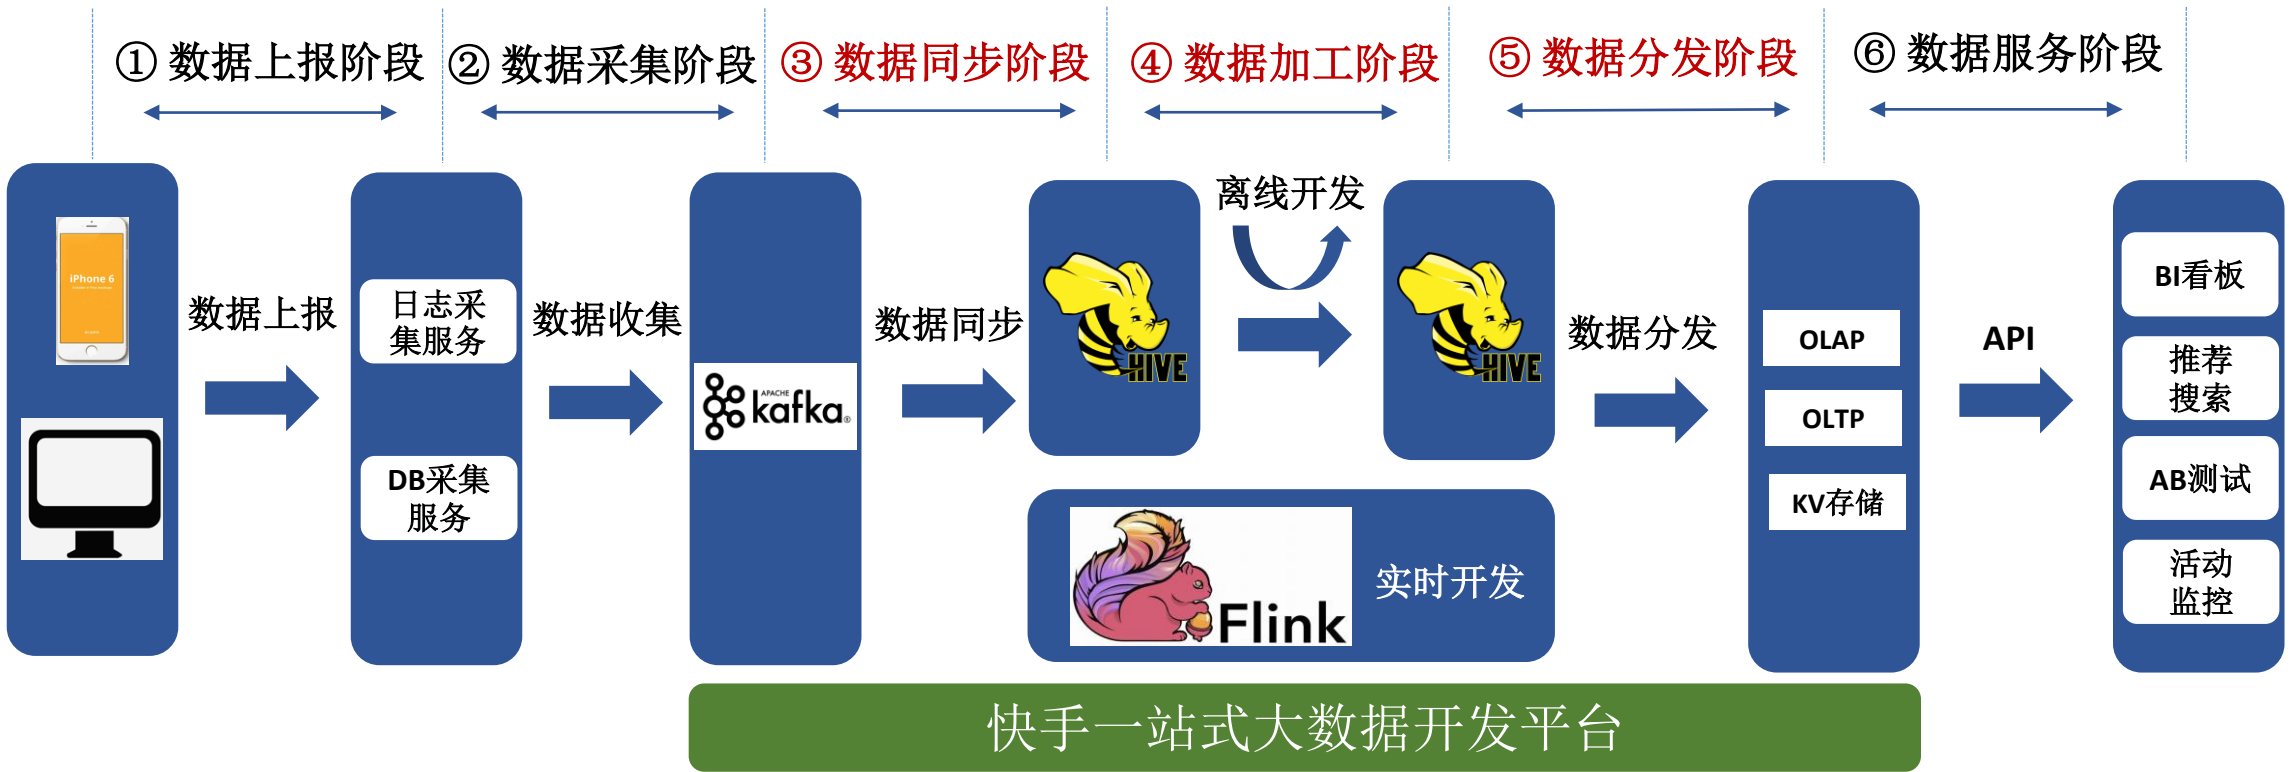 ① 数据上报阶段
② 数据采集阶段
③ 数据同步阶段
④ 数据加工阶段
⑤ 数据分发阶段
⑥ 数据服务阶段
iPhone 6
数据上报
日志采
集服务
DB采集
服务
数据收集
APACHE
kafka®
数据同步
HIVE
离线开发
HIVE
Flink
实时开发
数据分发
OLAP
OLTP
KV存储
API
BI看板
推荐
搜索
AB测试
活动
监控
快手一站式大数据开发平台